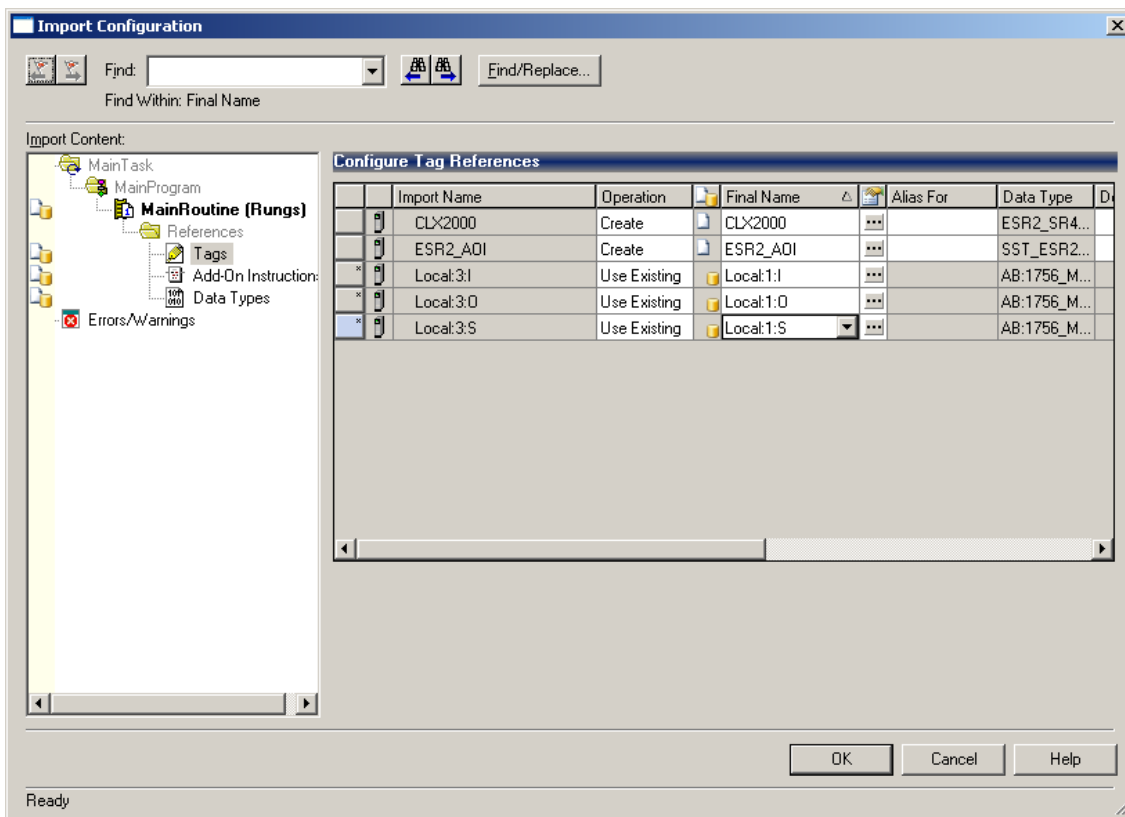 Import Configuration
Find: Find/Replace...
Find Within: Final Name
Import Content:
MainTask
MainProgram
MainRoutine (Rungs)
References
Tags
Add-On Instruction
Data Types
Errors/Warnings
Configure Tag References
Import Name Operation Final Name Alias For Data Type D
CLX2000 Create CLX2000 ... ESR2_SR4...
ESR2_AOI Create ESR2_AOI ... SST_ESR2...
* Local:3:I Use Existing Local:1:I ... AB:1756_M...
* Local:3:O Use Existing Local:1:O ... AB:1756_M...
* Local:3:S Use Existing Local:1:S ... AB:1756_M...
OK Cancel Help
Ready